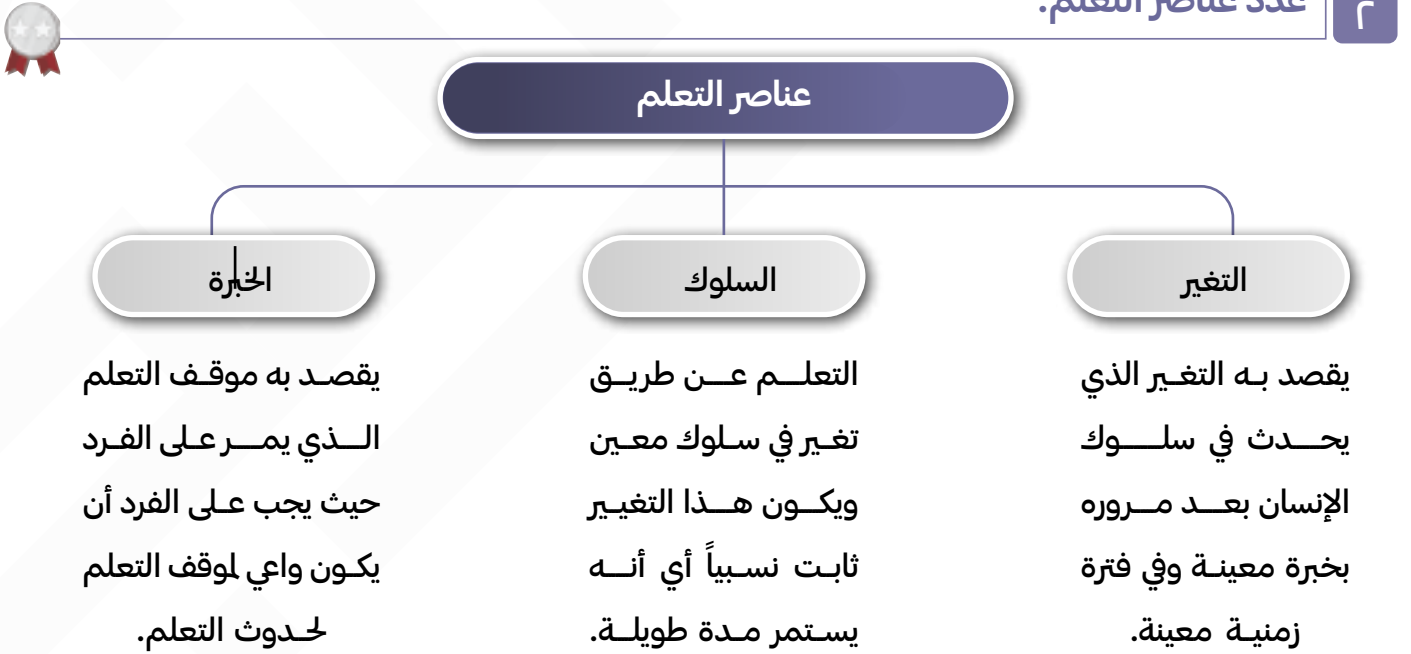 ٢
عدد عناصر التعلم.
عناصر التعلم
التغير
يقصد به التغير الذي
يحدث في سلوك
الإنسان بعد مروره
بخبرة معينة وفي فترة
زمنية معينة.
السلوك
التعلم عن طريق
تغير في سلوك معين
ويكون هذا التغيير
ثابت نسبياً أي أنه
يستمر مدة طويلة.
الخبرة
يقصد به موقف التعلم
الذي يمر على الفرد
حيث يجب على الفرد أن
يكون واعي لموقف التعلم
لحدوث التعلم.